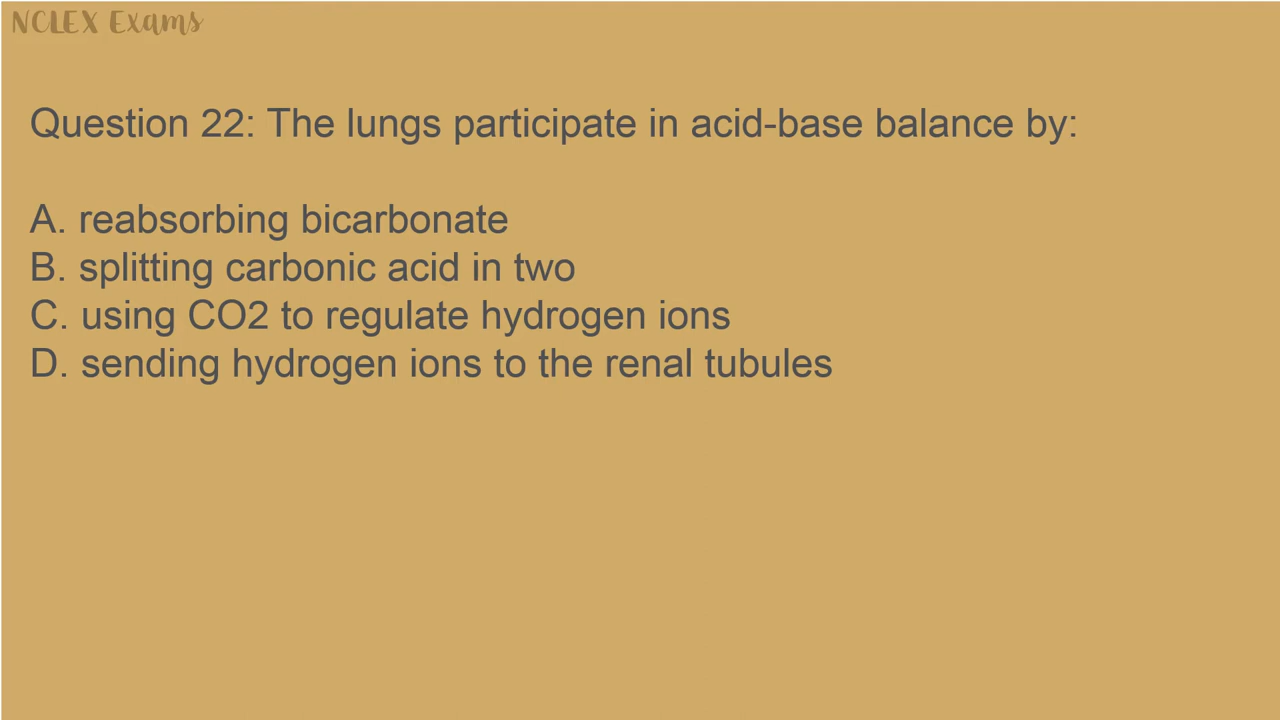 NCLEX Exams
Question 22: The lungs participate in acid-base balance by:
A. reabsorbing bicarbonate
B. splitting carbonic acid in two
C. using CO2 to regulate hydrogen ions
D. sending hydrogen ions to the renal tubules